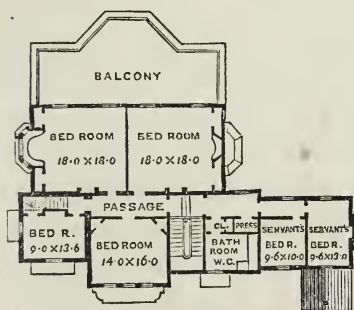 BALCONY
BED ROOM
18.0 X 18.0
BED ROOM
18.0 X 18.0
PASSAGE
BED R.
9.0 X 13.6
BED ROOM
14.0 X 16.0
CL.
PRESS
BATH
ROOM
W.C.
SERVANTS
BED R.
9.6 X 10.0
SERVANT'S
BED R.
9.6 X 13.0